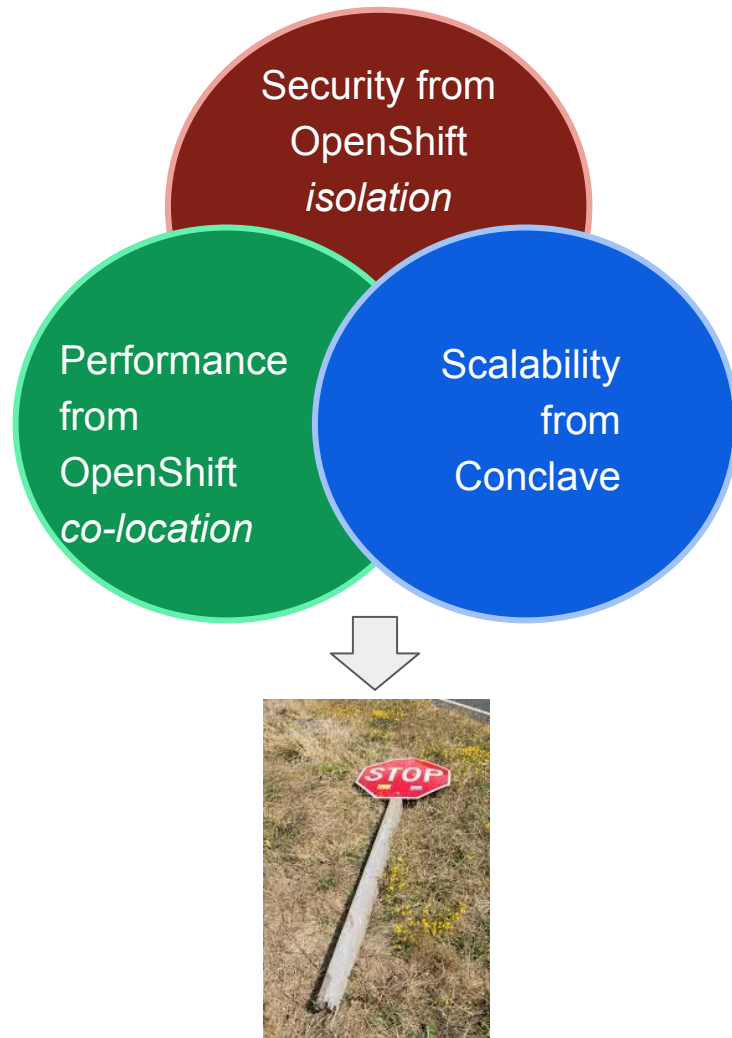 Security from
OpenShift
isolation
Performance
from
OpenShift
co-location
Scalability
from
Conclave
STOP